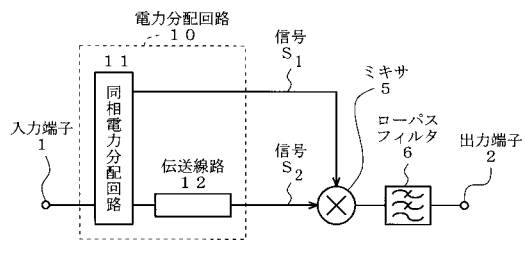 電力分配回路
10
11
同相電力分配回路
信号
S1
ミキサ
5
ローパス
フィルタ
6
入力端子
1
出力端子
2
伝送線路
12
信号
S2